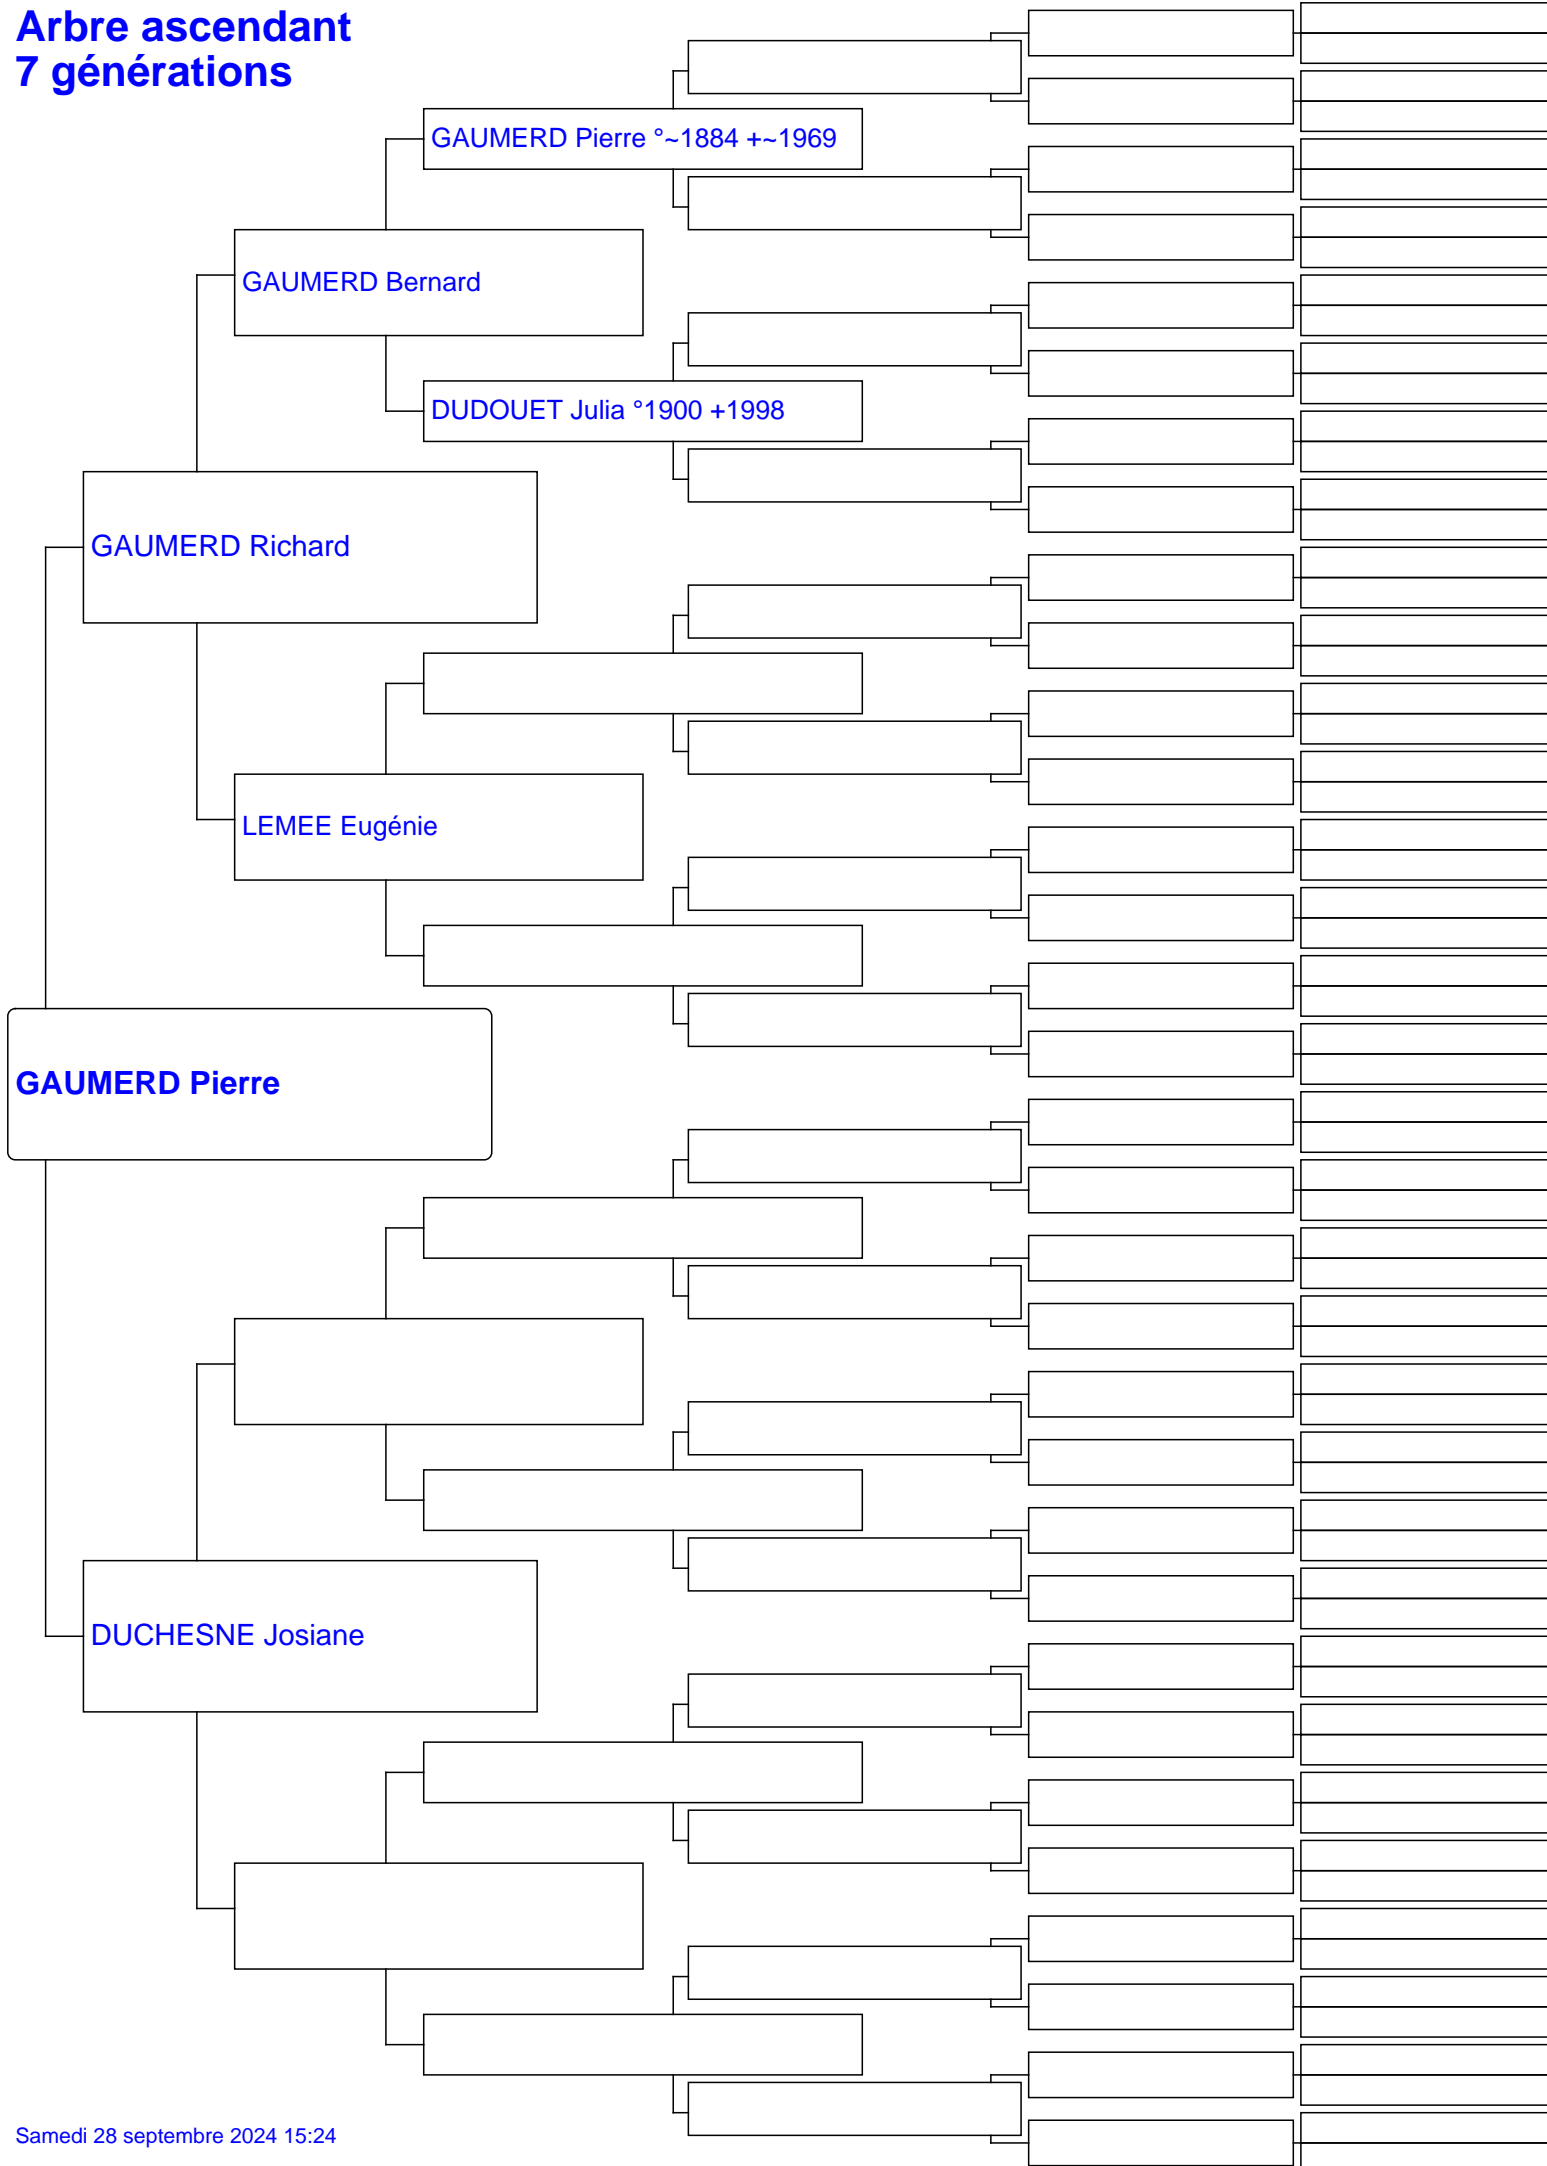 Arbre ascendant
7 générations
GAUMERD Pierre °~1884 +~1969
GAUMERD Bernard
DUDOUET Julia °1900 +1998
GAUMERD Richard
LEMEE Eugénie
GAUMERD Pierre
DUCHESNE Josiane
Samedi 28 septembre 2024 15:24